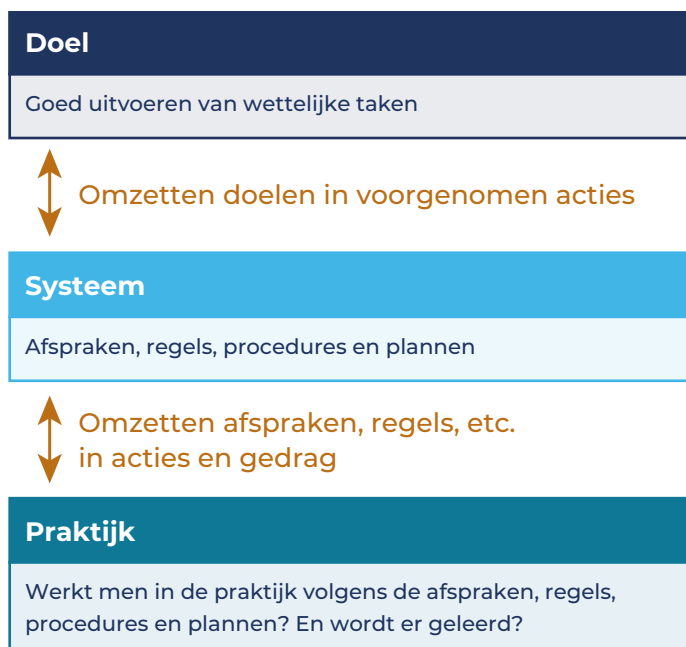 Doel
Goed uitvoeren van wettelijke taken
Omzetten doelen in voorgenomen acties
Systeem
Afspraken, regels, procedures en plannen
Omzetten afspraken, regels, etc.
in acties en gedrag
Praktijk
Werkt men in de praktijk volgens de afspraken, regels,
procedures en plannen? En wordt er geleerd?